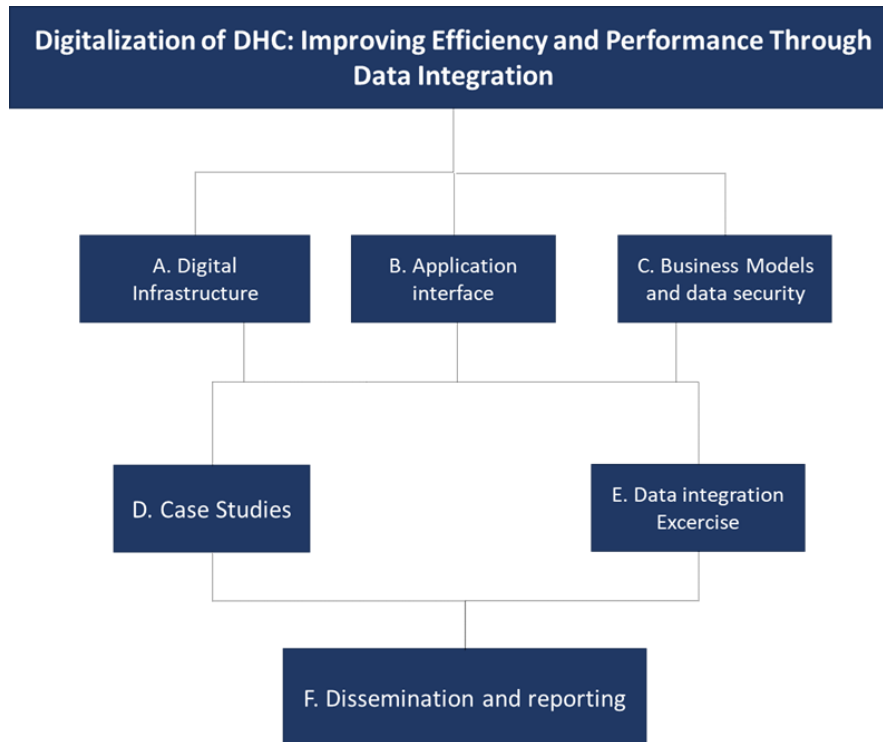 Digitalization of DHC: Improving Efficiency and Performance Through
Data Integration
A. Digital
Infrastructure
B. Application
interface
C. Business Models
and data security
D. Case Studies
E. Data integration
Excercise
F. Dissemination and reporting